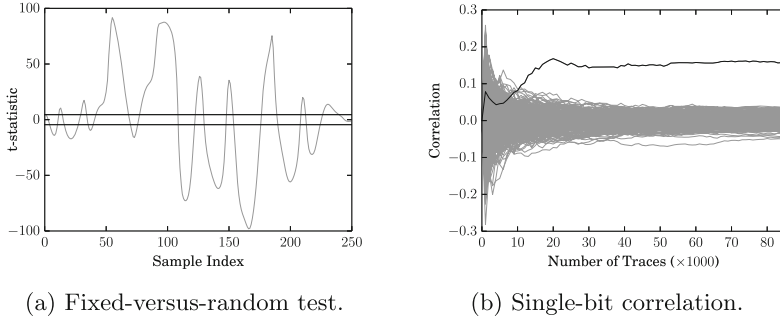 100
50
0
−50
−100
t-statistic
0 50 100 150 200 250
Sample Index
(a) Fixed-versus-random test.
0.3
0.2
0.1
0.0
−0.1
−0.2
−0.3
Correlation
0 10 20 30 40 50 60 70 80
Number of Traces (×1000)
(b) Single-bit correlation.